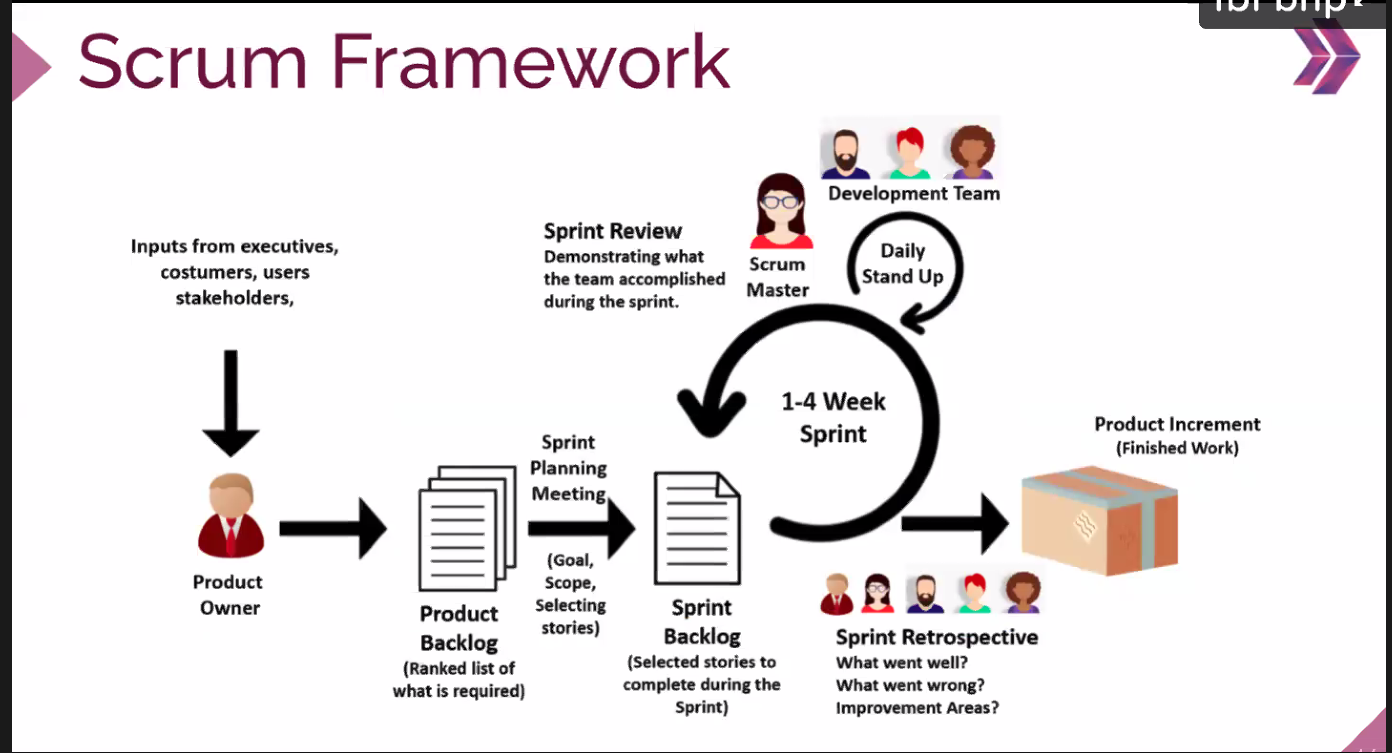 Scrum Framework
Development Team
Daily
Stand Up
Scrum
Master
Sprint Review
Demonstrating what
the team accomplished
during the sprint.
Inputs from executives,
costumers, users
stakeholders,
1-4 Week
Sprint
Product
Owner
Product
Backlog
(Ranked list of
what is required)
Sprint
Planning
Meeting
(Goal,
Scope,
Selecting
stories)
Sprint
Backlog
(Selected stories to
complete during the
Sprint)
Product Increment
(Finished Work)
Sprint Retrospective
What went well?
What went wrong?
Improvement Areas?